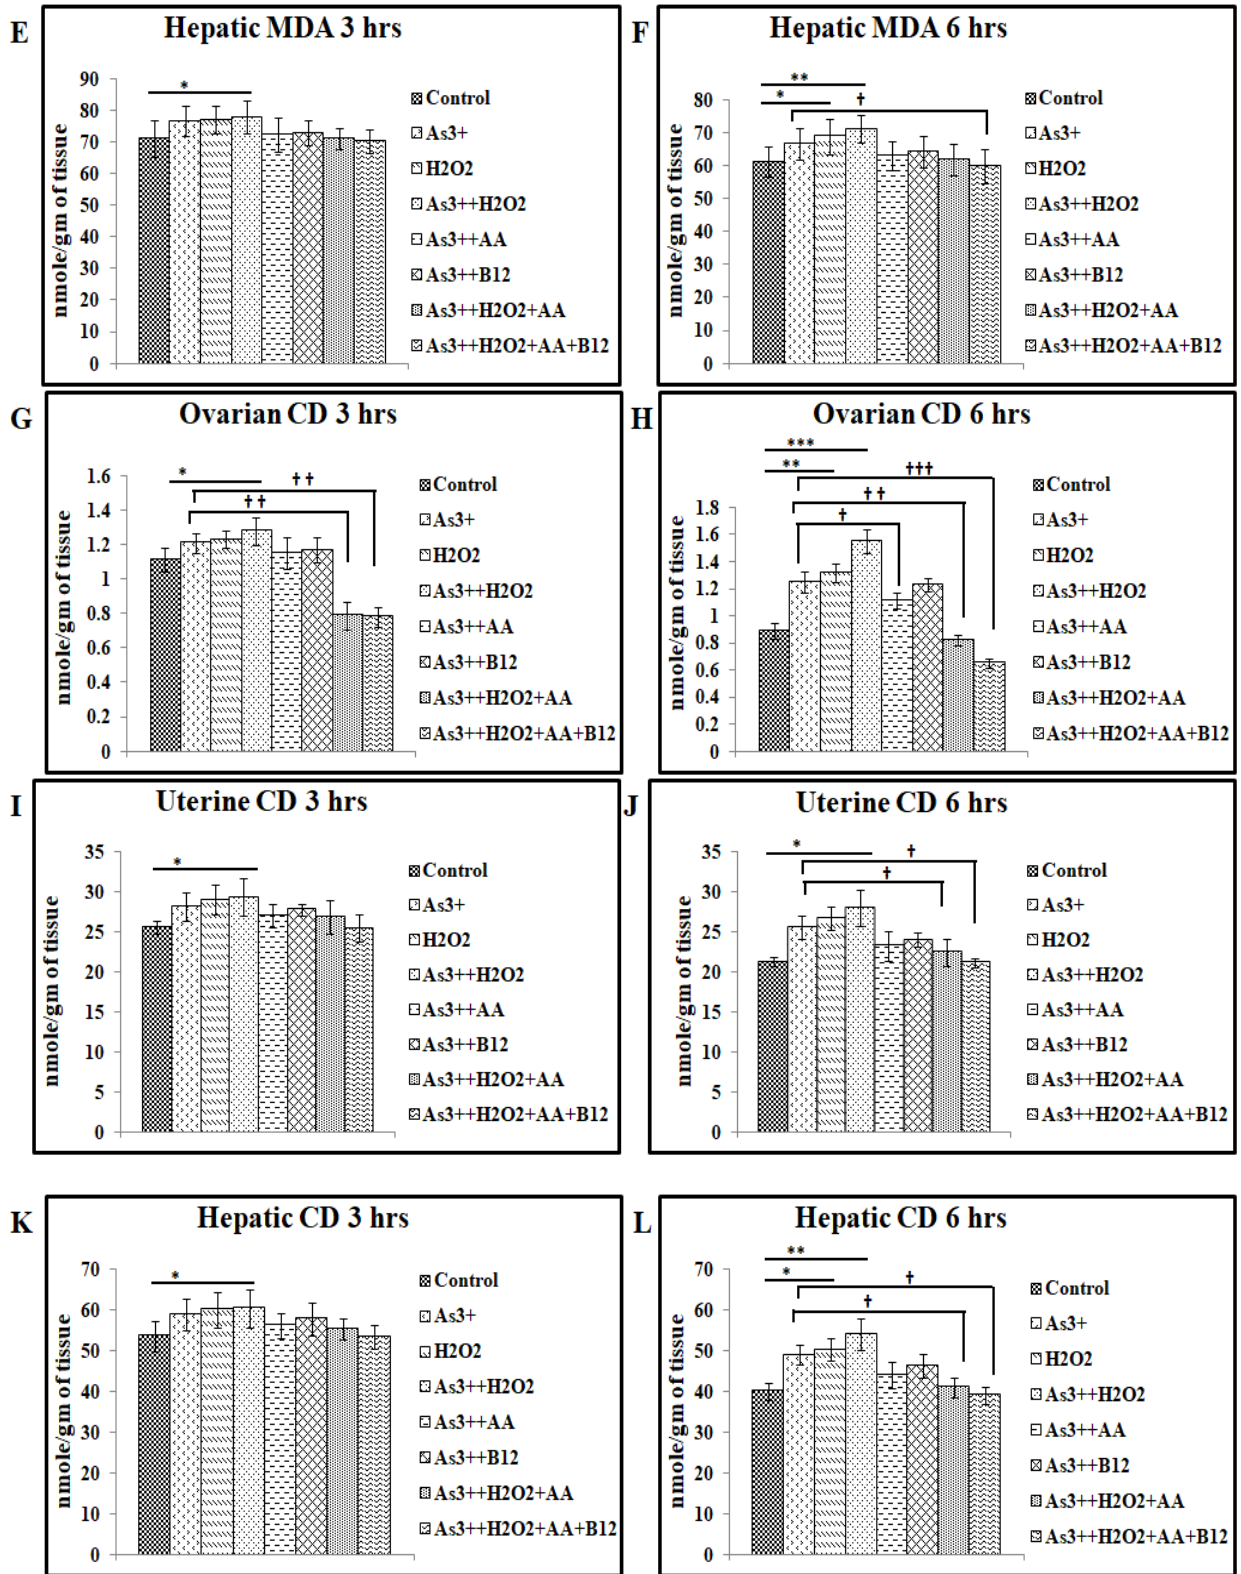 E
Hepatic MDA 3 hrs
nmole/gm of tissue
90
80
70
60
50
40
30
20
10
0
*
Control
As3+
H2O2
As3++H2O2
As3++AA
As3++B12
As3++H2O2+AA
As3++H2O2+AA+B12
F
Hepatic MDA 6 hrs
nmole/gm of tissue
80
70
60
50
40
30
20
10
0
**
*
†
Control
As3+
H2O2
As3++H2O2
As3++AA
As3++B12
As3++H2O2+AA
As3++H2O2+AA+B12
G
Ovarian CD 3 hrs
nmole/gm of tissue
1.6
1.4
1.2
1
0.8
0.6
0.4
0.2
0
*
††
††
Control
As3+
H2O2
As3++H2O2
As3++AA
As3++B12
As3++H2O2+AA
As3++H2O2+AA+B12
H
Ovarian CD 6 hrs
nmole/gm of tissue
1.8
1.6
1.4
1.2
1
0.8
0.6
0.4
0.2
0
***
**
†††
††
†
Control
As3+
H2O2
As3++H2O2
As3++AA
As3++B12
As3++H2O2+AA
As3++H2O2+AA+B12
I
Uterine CD 3 hrs
nmole/gm of tissue
35
30
25
20
15
10
5
0
*
Control
As3+
H2O2
As3++H2O2
As3++AA
As3++B12
As3++H2O2+AA
As3++H2O2+AA+B12
J
Uterine CD 6 hrs
nmole/gm of tissue
35
30
25
20
15
10
5
0
*
†
†
Control
As3+
H2O2
As3++H2O2
As3++AA
As3++B12
As3++H2O2+AA
As3++H2O2+AA+B12
K
Hepatic CD 3 hrs
nmole/gm of tissue
70
60
50
40
30
20
10
0
*
Control
As3+
H2O2
As3++H2O2
As3++AA
As3++B12
As3++H2O2+AA
As3++H2O2+AA+B12
L
Hepatic CD 6 hrs
nmole/gm of tissue
70
60
50
40
30
20
10
0
**
*
†
†
Control
As3+
H2O2
As3++H2O2
As3++AA
As3++B12
As3++H2O2+AA
As3++H2O2+AA+B12